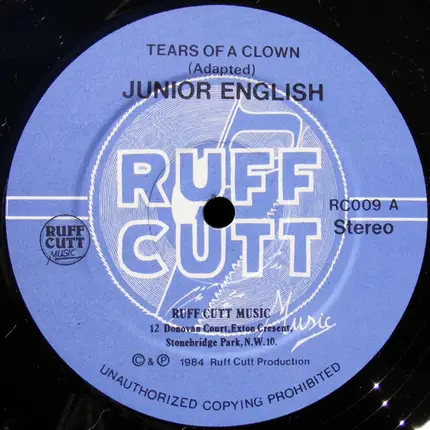 TEARS OF A CLOWN
(Adapted)
JUNIOR ENGLISH
RUFF
CUTT
Music
RC009 A
Stereo
RUFF
CUTT
MUSIC
RUFF CUTT MUSIC
12 Donovan Court, Exton Cresent,
Stonebridge Park, N.W. 10.
© & ℗ 1984 Ruff Cutt Production
UNAUTHORIZED COPYING PROHIBITED